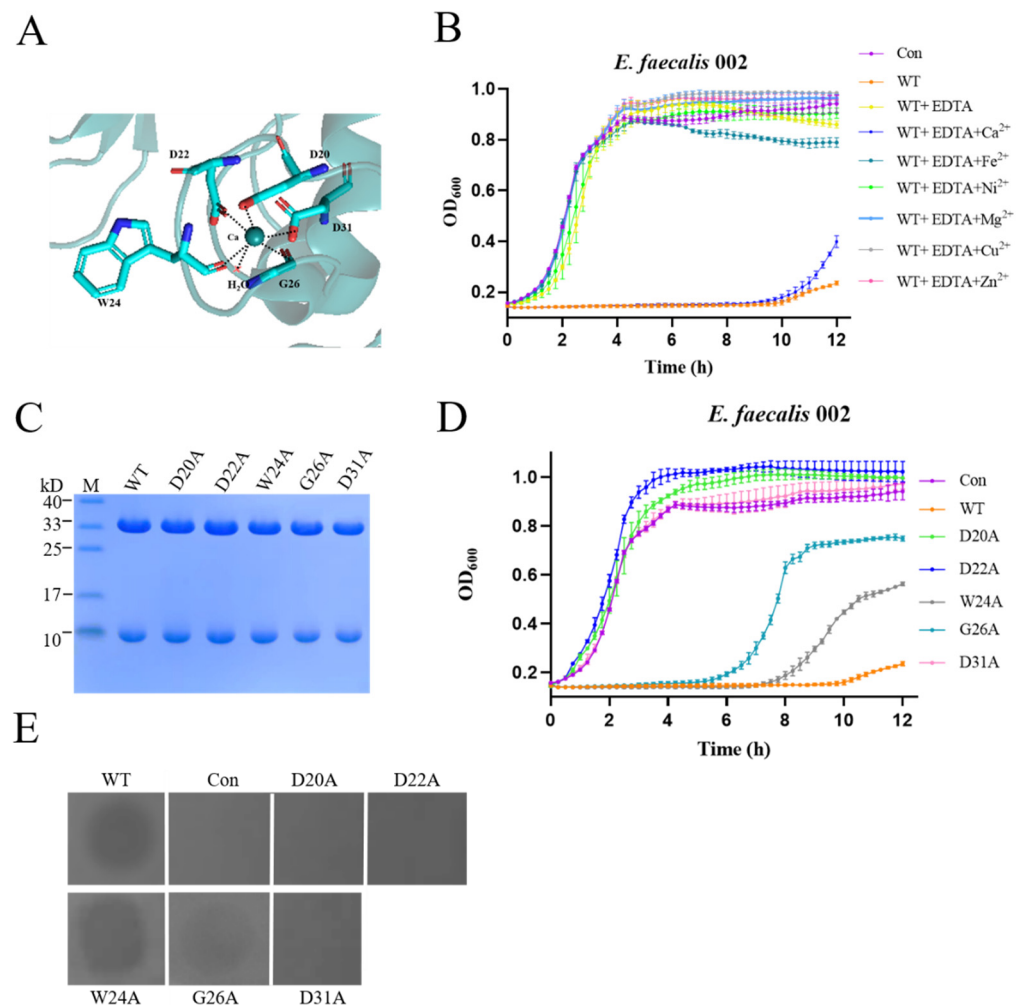 A
D22
D20
Ca
D31
W24
H2O
G26
B
E. faecalis 002
OD600
1.0
0.8
0.6
0.4
0.2
0 2 4 6 8 10 12
Time (h)
Con
WT
WT+ EDTA
WT+ EDTA+Ca2+
WT+ EDTA+Fe2+
WT+ EDTA+Ni2+
WT+ EDTA+Mg2+
WT+ EDTA+Cu2+
WT+ EDTA+Zn2+
C
kD M WT D20A D22A W24A G26A D31A
40
33
25
17
10
D
E. faecalis 002
OD600
1.0
0.8
0.6
0.4
0.2
0 2 4 6 8 10 12
Time (h)
Con
WT
D20A
D22A
W24A
G26A
D31A
E
WT Con D20A D22A
W24A G26A D31A